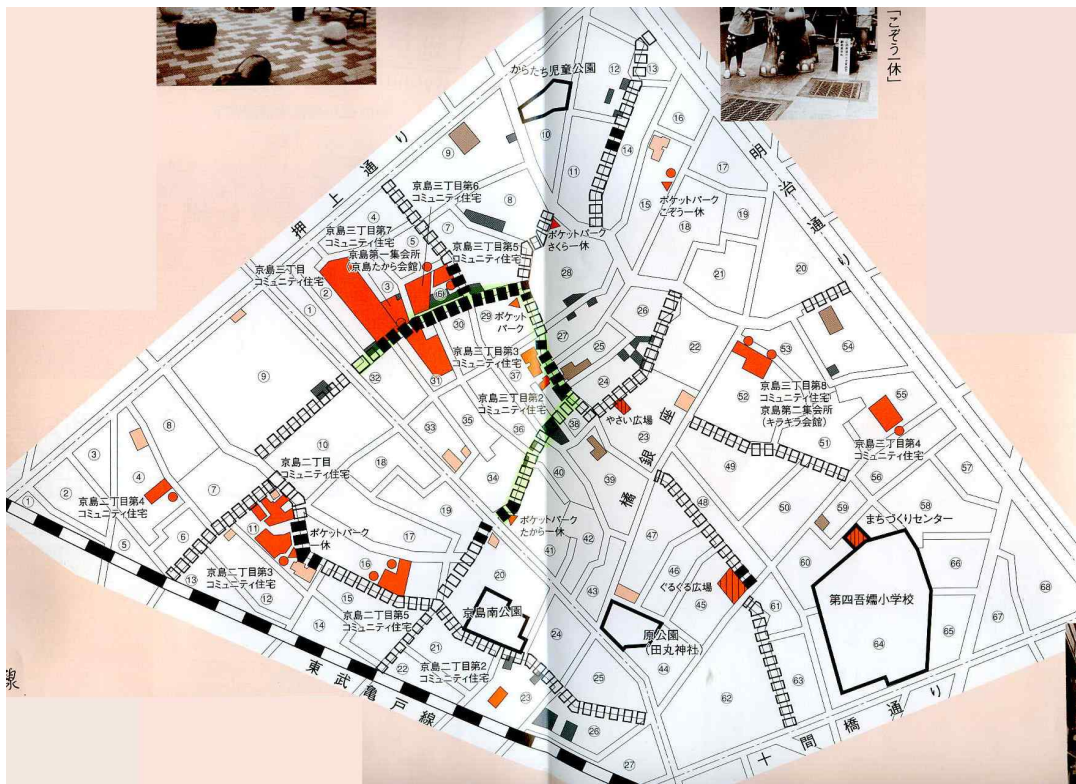 「こぞう一休」
からたち児童公園
押上通り
明治通り
京島三丁目第6
コミュニティ住宅
京島三丁目第7
コミュニティ住宅
京島第一集会所
(京島たから会館)
京島三丁目第5
コミュニティ住宅
京島三丁目
コミュニティ住宅
ポケットパーク
さくら一休
ポケットパーク
こぞう一休
ポケット
パーク
京島三丁目第3
コミュニティ住宅
京島三丁目第2
コミュニティ住宅
やさい広場
橘銀座
京島三丁目第8
コミュニティ住宅
京島第二集会所
(キラキラ会館)
京島三丁目第4
コミュニティ住宅
京島二丁目
コミュニティ住宅
京島二丁目第4
コミュニティ住宅
ポケットパーク
一休
ポケットパーク
たから一休
まちづくりセンター
京島二丁目第3
コミュニティ住宅
京島二丁目第5
コミュニティ住宅
京島南公園
ぐるぐる広場
第四吾嬬小学校
原公園
(田丸神社)
京島二丁目第2
コミュニティ住宅
東武亀戸線
線
十間橋通り